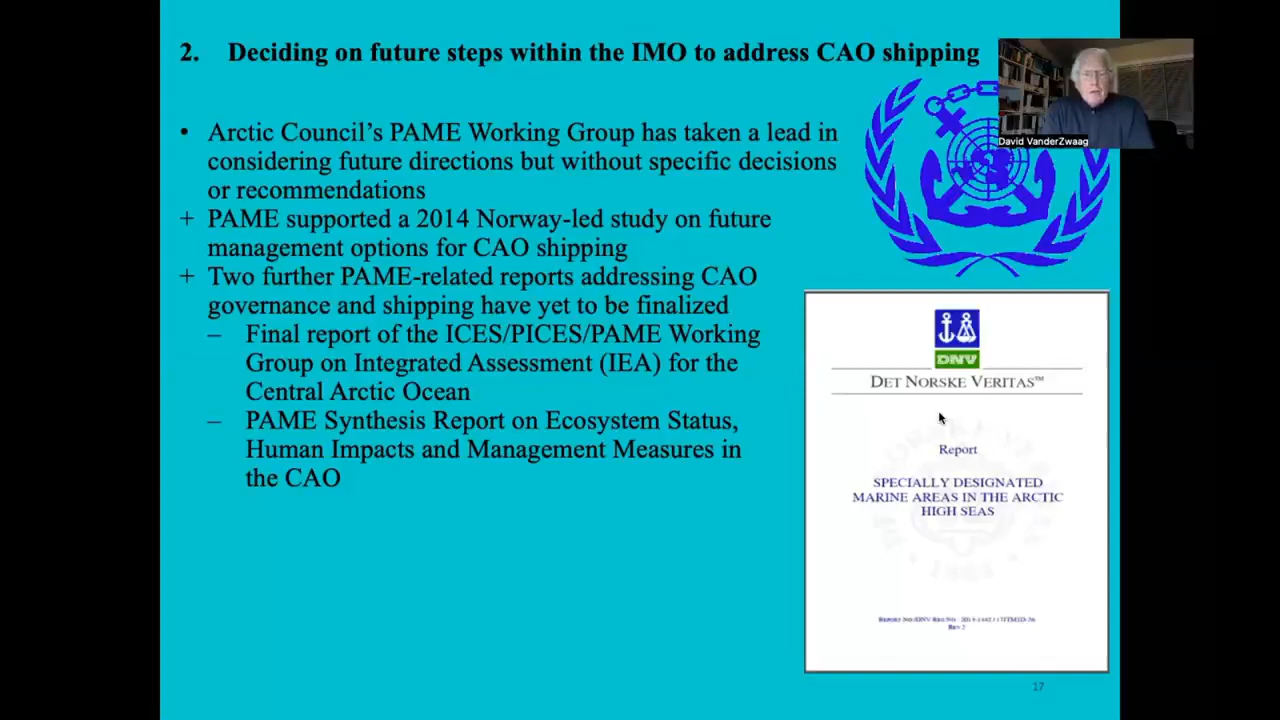 2. Deciding on future steps within the IMO to address CAO shipping
David VanderZwaag
• Arctic Council’s PAME Working Group has taken a lead in
considering future directions but without specific decisions
or recommendations
+ PAME supported a 2014 Norway-led study on future
management options for CAO shipping
+ Two further PAME-related reports addressing CAO
governance and shipping have yet to be finalized
– Final report of the ICES/PICES/PAME Working
Group on Integrated Assessment (IEA) for the
Central Arctic Ocean
– PAME Synthesis Report on Ecosystem Status,
Human Impacts and Management Measures in
the CAO
DNV
DET NORSKE VERITAS™
Report
SPECIALLY DESIGNATED
MARINE AREAS IN THE ARCTIC
HIGH SEAS
REV 2
17